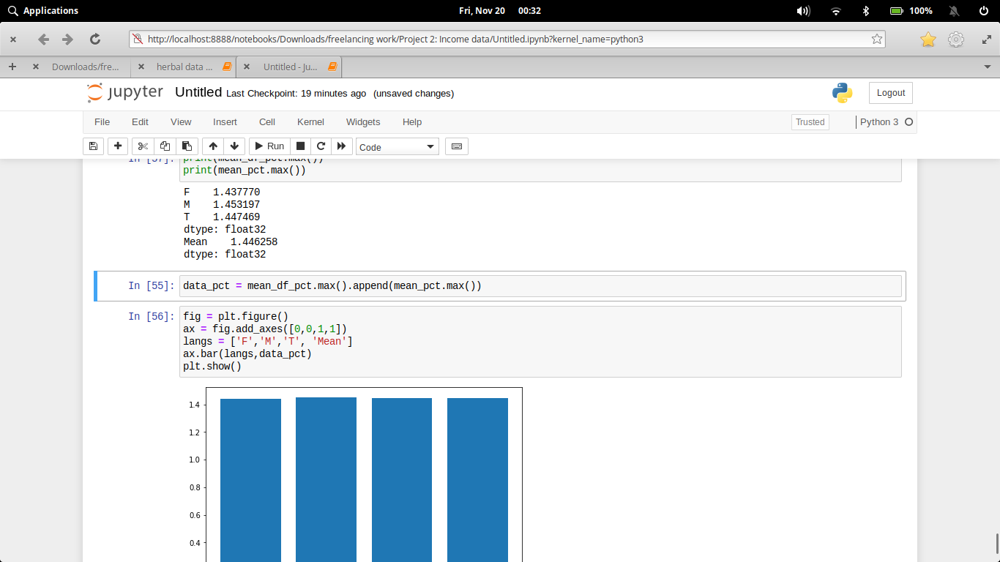 Applications
Fri, Nov 20 00:32
100%
http://localhost:8888/notebooks/Downloads/freelancing work/Project 2: Income data/Untitled.ipynb?kernel_name=python3
Downloads/fre...
herbal data ...
Untitled - Ju...
jupyter Untitled Last Checkpoint: 19 minutes ago (unsaved changes)
Logout
File Edit View Insert Cell Kernel Widgets Help
Trusted
Python 3
Run
Code
In [57]: print(mean_df_pct.max())
print(mean_pct.max())
F 1.437770
M 1.453197
T 1.447469
dtype: float32
Mean 1.446258
dtype: float32
In [55]: data_pct = mean_df_pct.max().append(mean_pct.max())
In [56]: fig = plt.figure()
ax = fig.add_axes([0,0,1,1])
langs = ['F','M','T', 'Mean']
ax.bar(langs,data_pct)
plt.show()
1.4
1.2
1.0
0.8
0.6
0.4